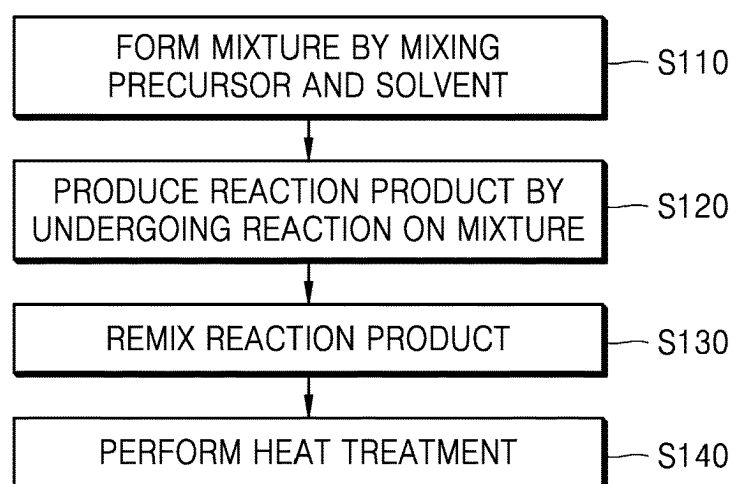 FORM MIXTURE BY MIXING
PRECURSOR AND SOLVENT
S110
PRODUCE REACTION PRODUCT BY
UNDERGOING REACTION ON MIXTURE
S120
REMIX REACTION PRODUCT
S130
PERFORM HEAT TREATMENT
S140